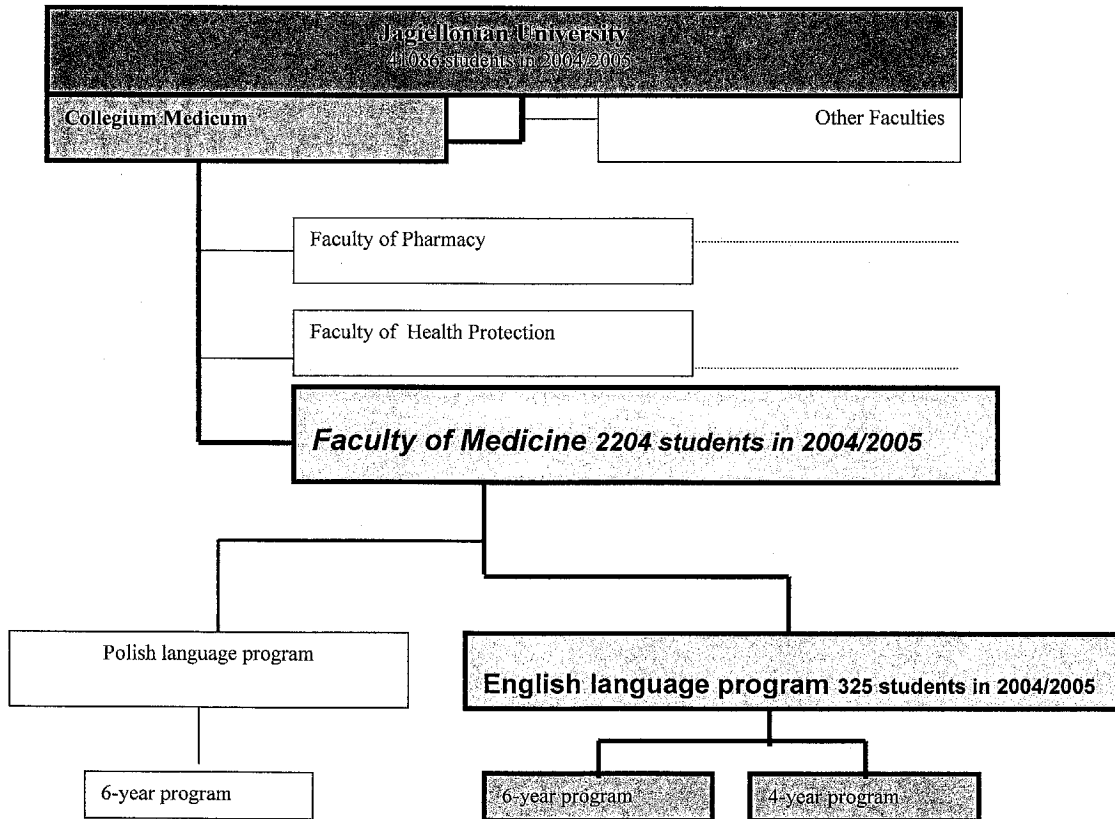 Jagiellonian University
41086 students in 2004/2005
Collegium Medicum
Other Faculties
Faculty of Pharmacy
Faculty of Health Protection
Faculty of Medicine 2204 students in 2004/2005
Polish language program
English language program 325 students in 2004/2005
6-year program
6-year program
4-year program